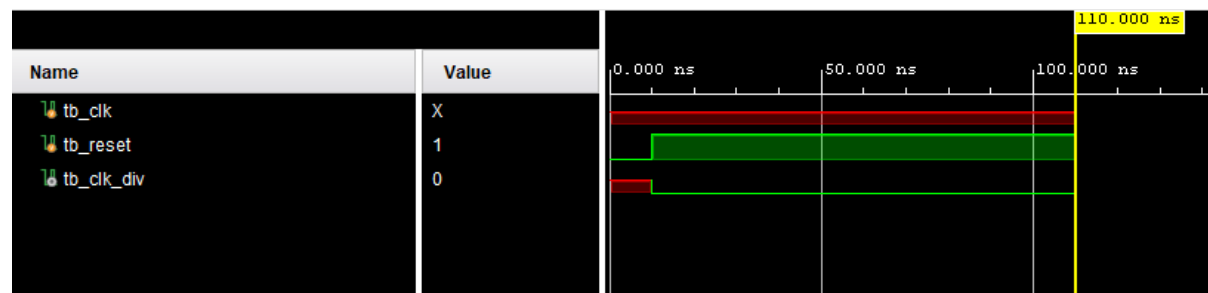 110.000 ns
Name Value 0.000 ns 50.000 ns 100.000 ns
tb_clk X
tb_reset 1
tb_clk_div 0